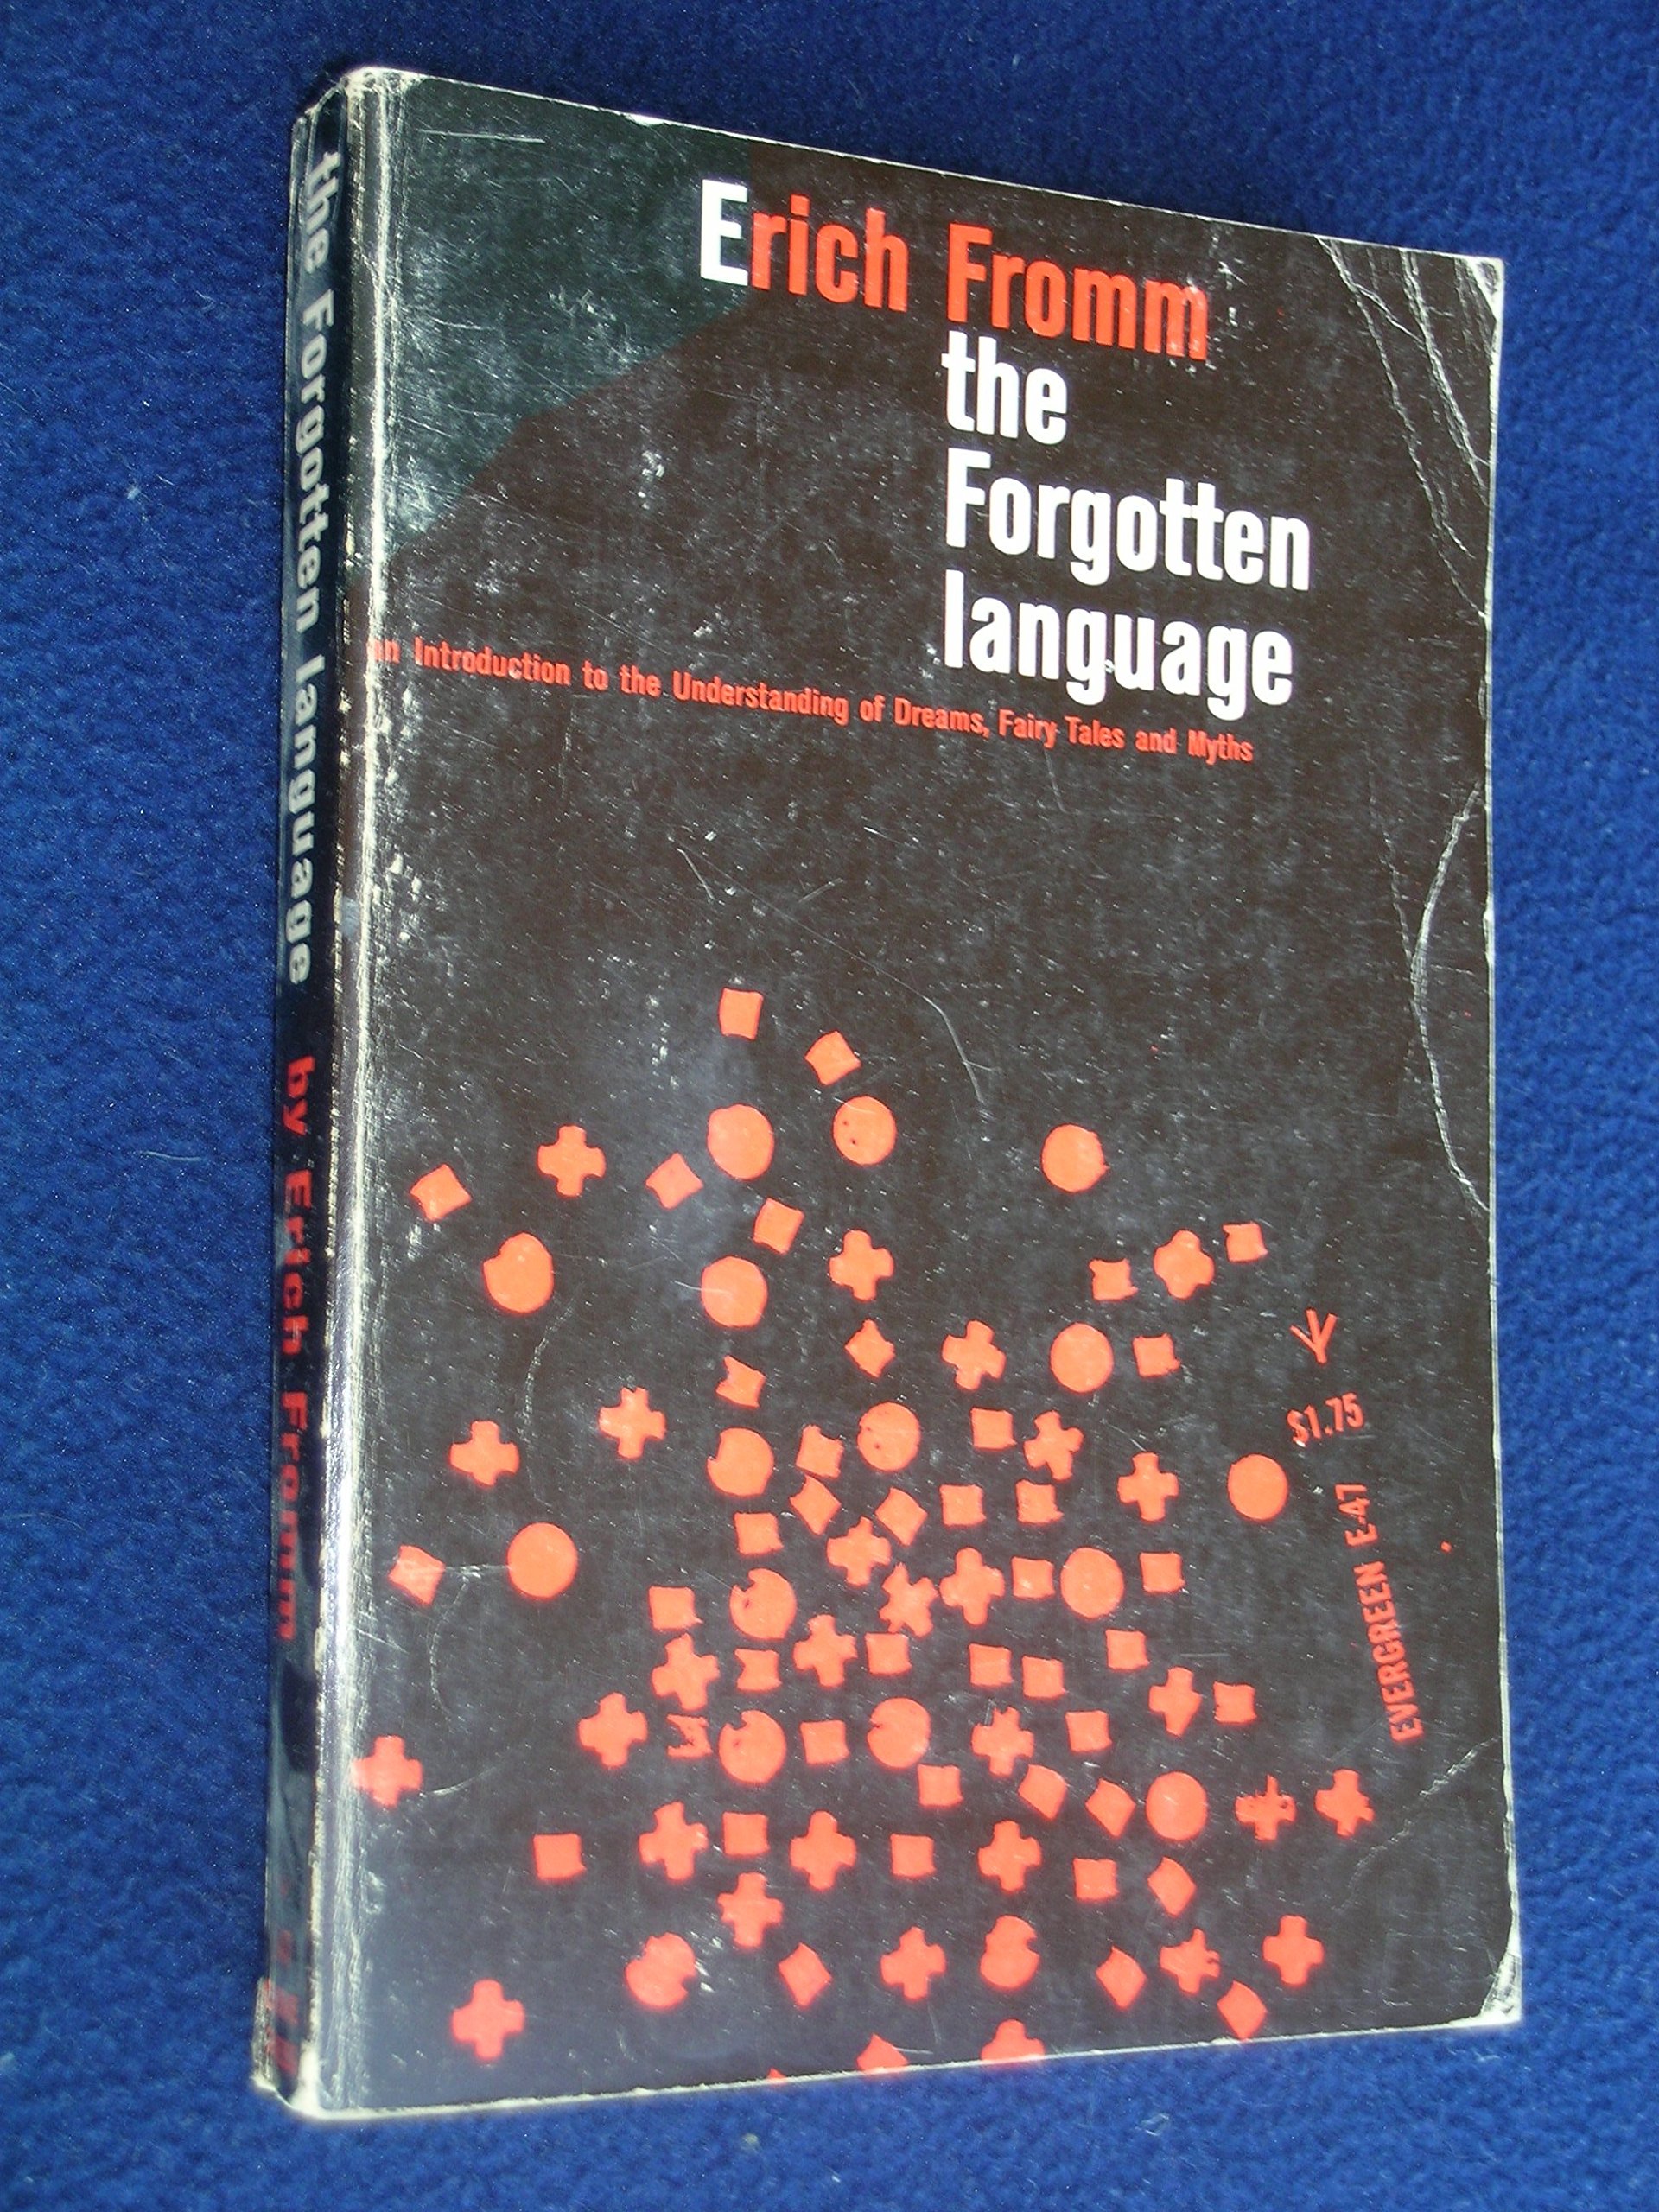 Erich Fromm
the
Forgotten
language
an Introduction to the Understanding of Dreams, Fairy Tales and Myths
$1.75
EVERGREEN E-47
the Forgotten language by Erich Fromm